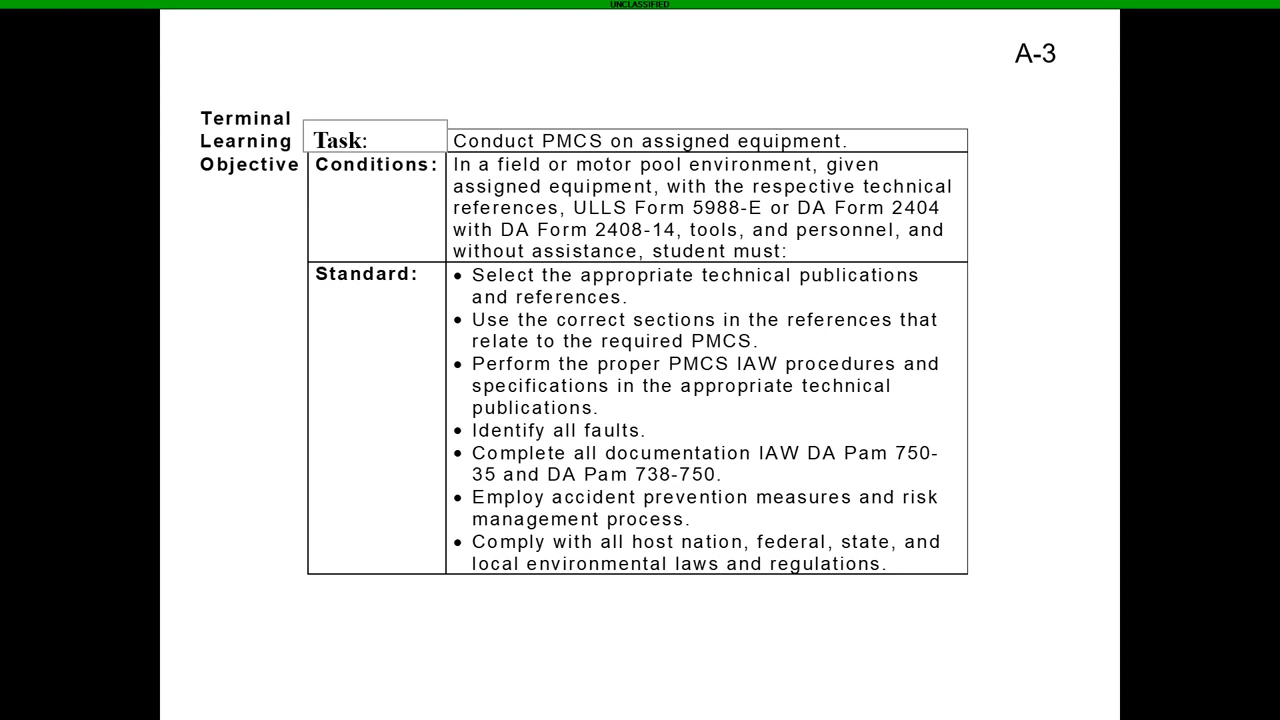 UNCLASSIFIED
A-3
Terminal
Learning
Objective
Task:
Conduct PMCS on assigned equipment.
Conditions:
In a field or motor pool environment, given
assigned equipment, with the respective technical
references, ULLS Form 5988-E or DA Form 2404
with DA Form 2408-14, tools, and personnel, and
without assistance, student must:
Standard:
• Select the appropriate technical publications
and references.
• Use the correct sections in the references that
relate to the required PMCS.
• Perform the proper PMCS IAW procedures and
specifications in the appropriate technical
publications.
• Identify all faults.
• Complete all documentation IAW DA Pam 750-
35 and DA Pam 738-750.
• Employ accident prevention measures and risk
management process.
• Comply with all host nation, federal, state, and
local environmental laws and regulations.